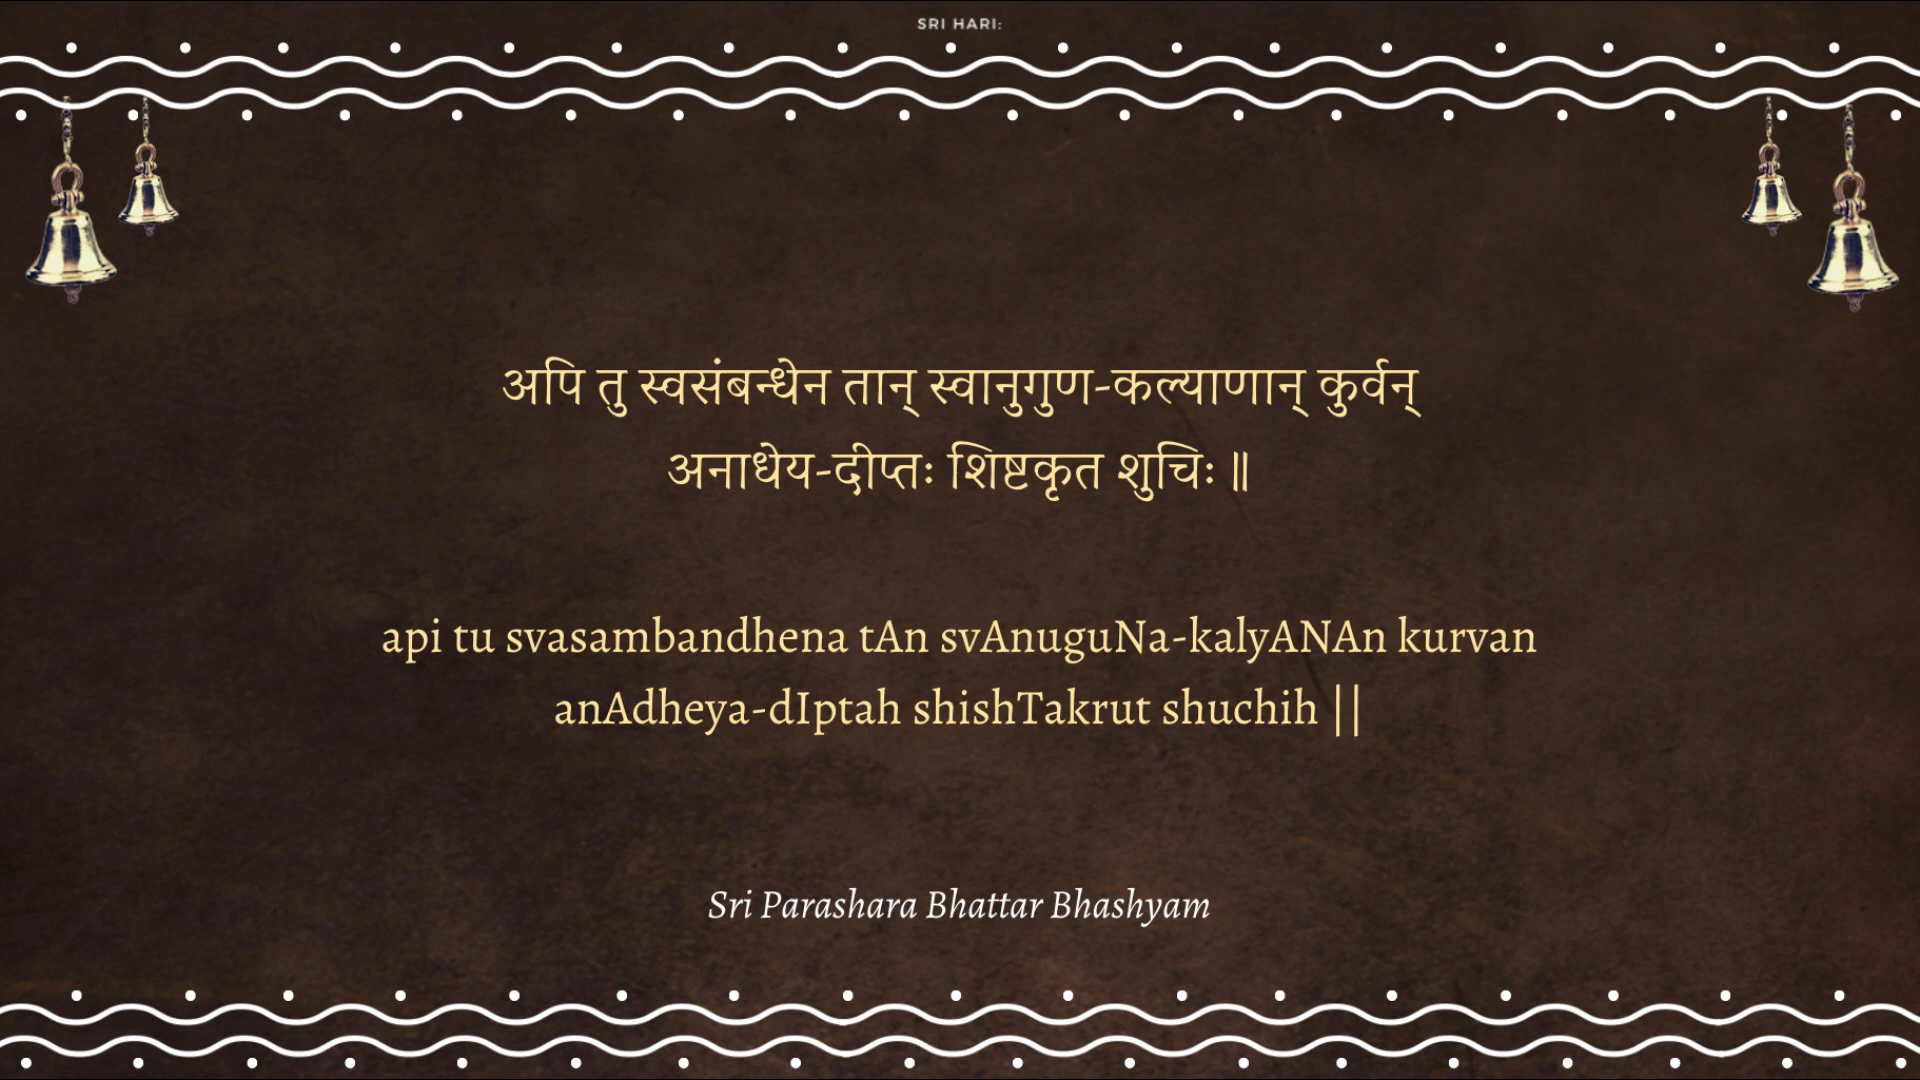 SRI HARI:
अपि तु स्वसंबन्धेन तान् स्वानुगुण-कल्याणान् कुर्वन्
अनाधेय-दीप्तः शिष्टकृत शुचिः ॥
api tu svasambandhena tAn svAnuguNa-kalyANAn kurvan
anAdheya-dIptah shishTakrut shuchih ||
Sri Parashara Bhattar Bhashyam